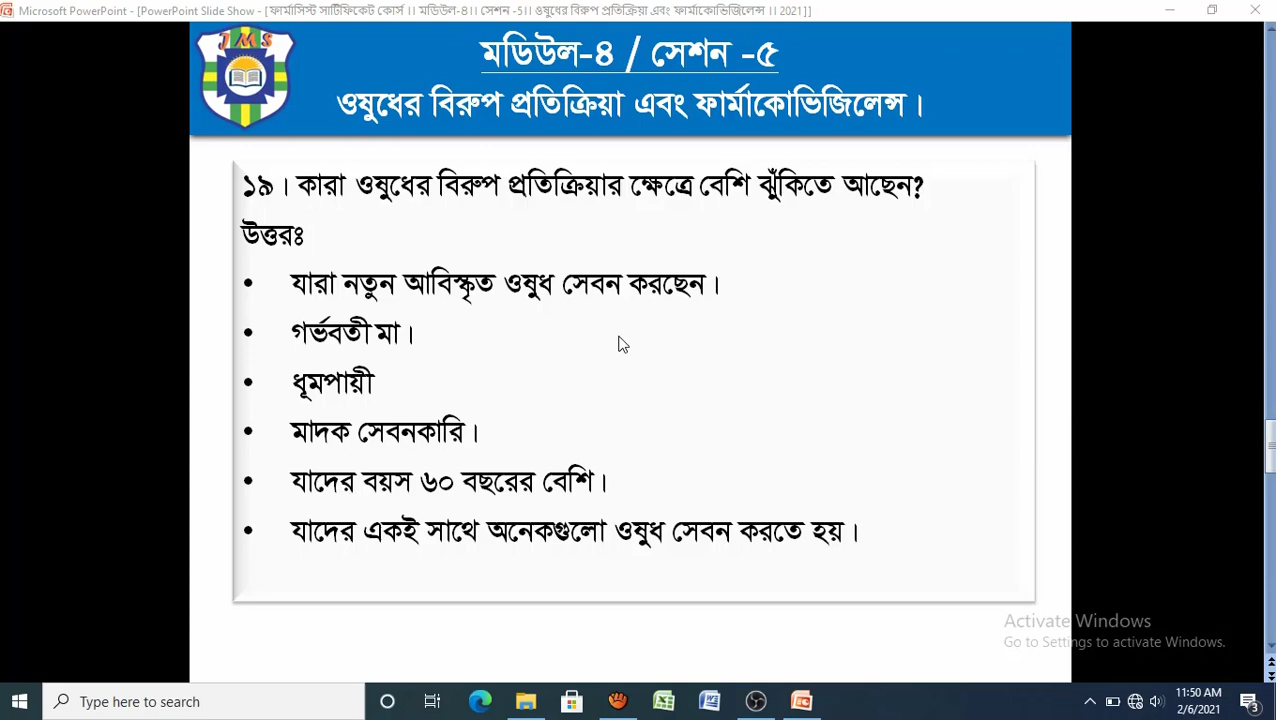 Microsoft PowerPoint - [PowerPoint Slide Show - [ ফার্মাসিস্ট সার্টিফিকেট কোর্স ।। মডিউল-৪।। সেশন -5।। ওষুধের বিরুপ প্রতিক্রিয়া এবং ফার্মাকোভিজিলেন্স ।। 2021]]
JMS
মডিউল-৪ / সেশন -৫
ওষুধের বিরুপ প্রতিক্রিয়া এবং ফার্মাকোভিজিলেন্স।
১৯। কারা ওষুধের বিরুপ প্রতিক্রিয়ার ক্ষেত্রে বেশি ঝুঁকিতে আছেন?
উত্তরঃ
• যারা নতুন আবিস্কৃত ওষুধ সেবন করছেন।
• গর্ভবতী মা।
• ধূমপায়ী
• মাদক সেবনকারি।
• যাদের বয়স ৬০ বছরের বেশি।
• যাদের একই সাথে অনেকগুলো ওষুধ সেবন করতে হয়।
Activate Windows
Go to Settings to activate Windows.
Type here to search
11:50 AM
2/6/2021
3